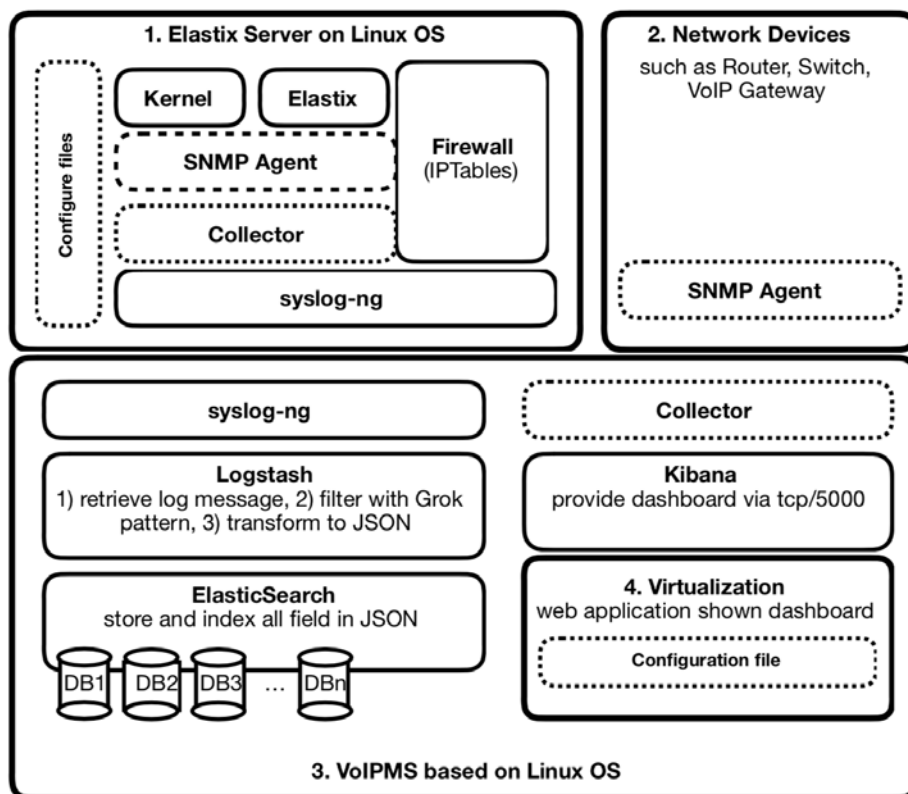 1. Elastix Server on Linux OS
Configure files
Kernel
Elastix
SNMP Agent
Collector
Firewall
(IPTables)
syslog-ng
2. Network Devices
such as Router, Switch,
VoIP Gateway
SNMP Agent
syslog-ng
Collector
Logstash
1) retrieve log message, 2) filter with Grok
pattern, 3) transform to JSON
Kibana
provide dashboard via tcp/5000
ElasticSearch
store and index all field in JSON
DB1
DB2
DB3
...
DBn
4. Virtualization
web application shown dashboard
Configuration file
3. VoIPMS based on Linux OS